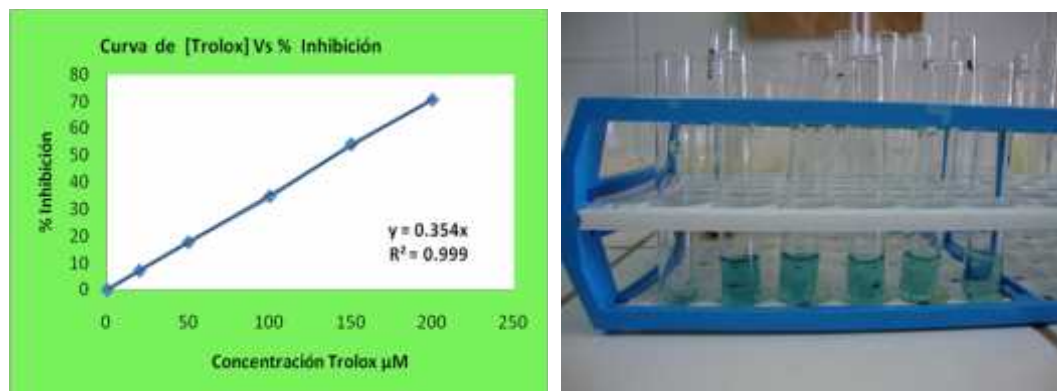 Curva de [Trolox] Vs % Inhibición
80
70
60
50
40
30
20
10
0
% Inhibición
y = 0.354x
R² = 0.999
0 50 100 150 200 250
Concentración Trolox µM